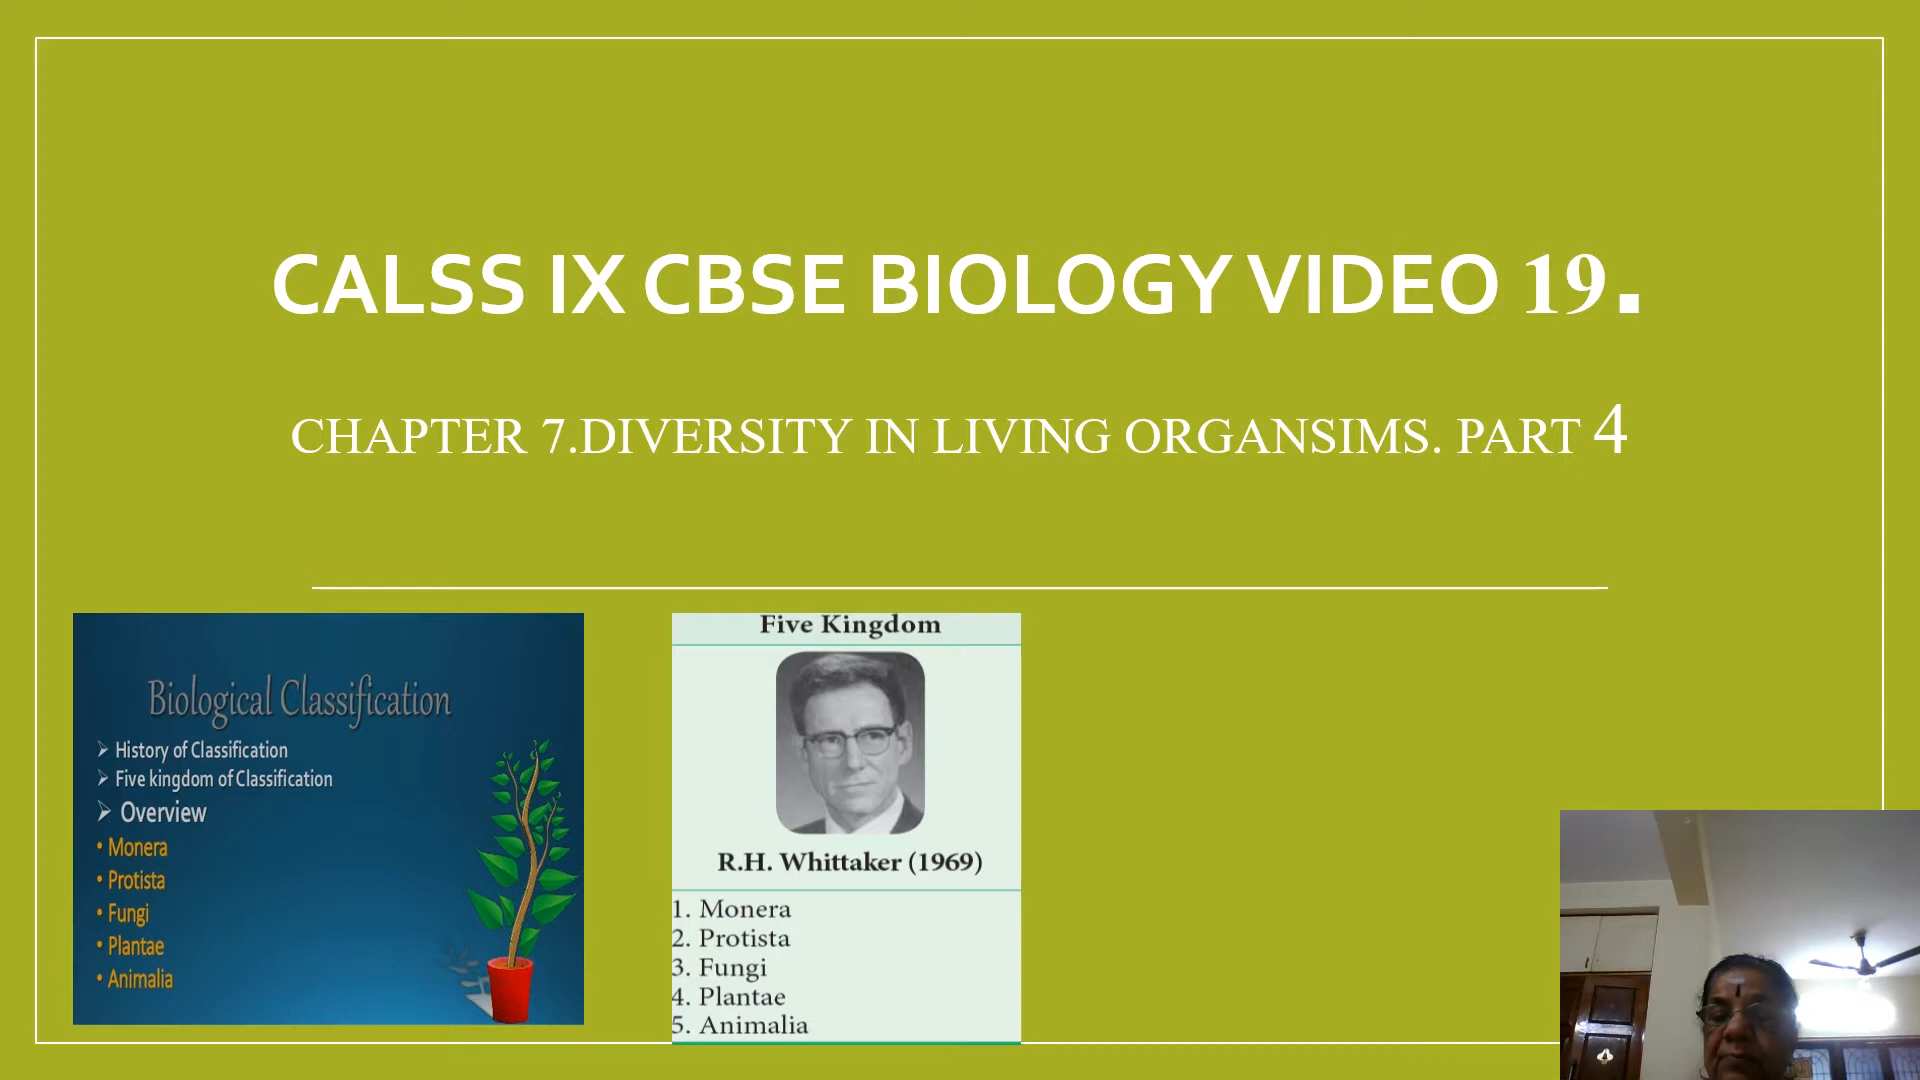 CALSS IX CBSE BIOLOGY VIDEO 19.
CHAPTER 7.DIVERSITY IN LIVING ORGANSIMS. PART 4
Biological Classification
➢ History of Classification
➢ Five kingdom of Classification
➢ Overview
• Monera
• Protista
• Fungi
• Plantae
• Animalia
Five Kingdom
R.H. Whittaker (1969)
1. Monera
2. Protista
3. Fungi
4. Plantae
5. Animalia